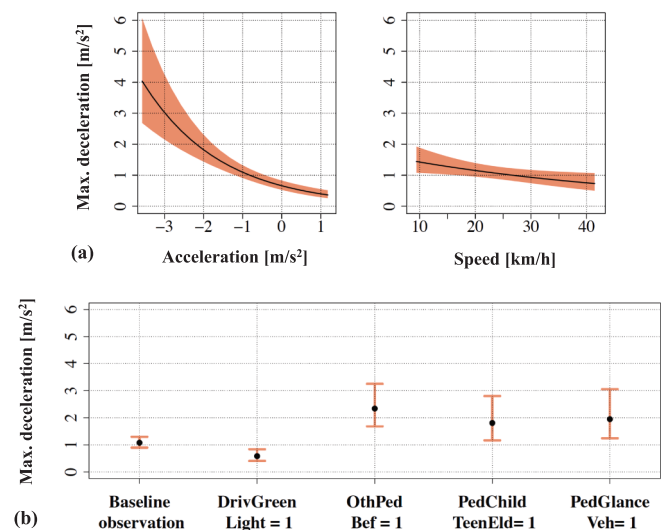 Max. deceleration [m/s²]
6
5
4
3
2
1
0
−3 −2 −1 0 1
Acceleration [m/s²]
6
5
4
3
2
1
0
10 20 30 40
Speed [km/h]
(a)
Max. deceleration [m/s²]
6
5
4
3
2
1
0
Baseline DrivGreen OthPed PedChild PedGlance
observation Light = 1 Bef = 1 TeenEld= 1 Veh= 1
(b)